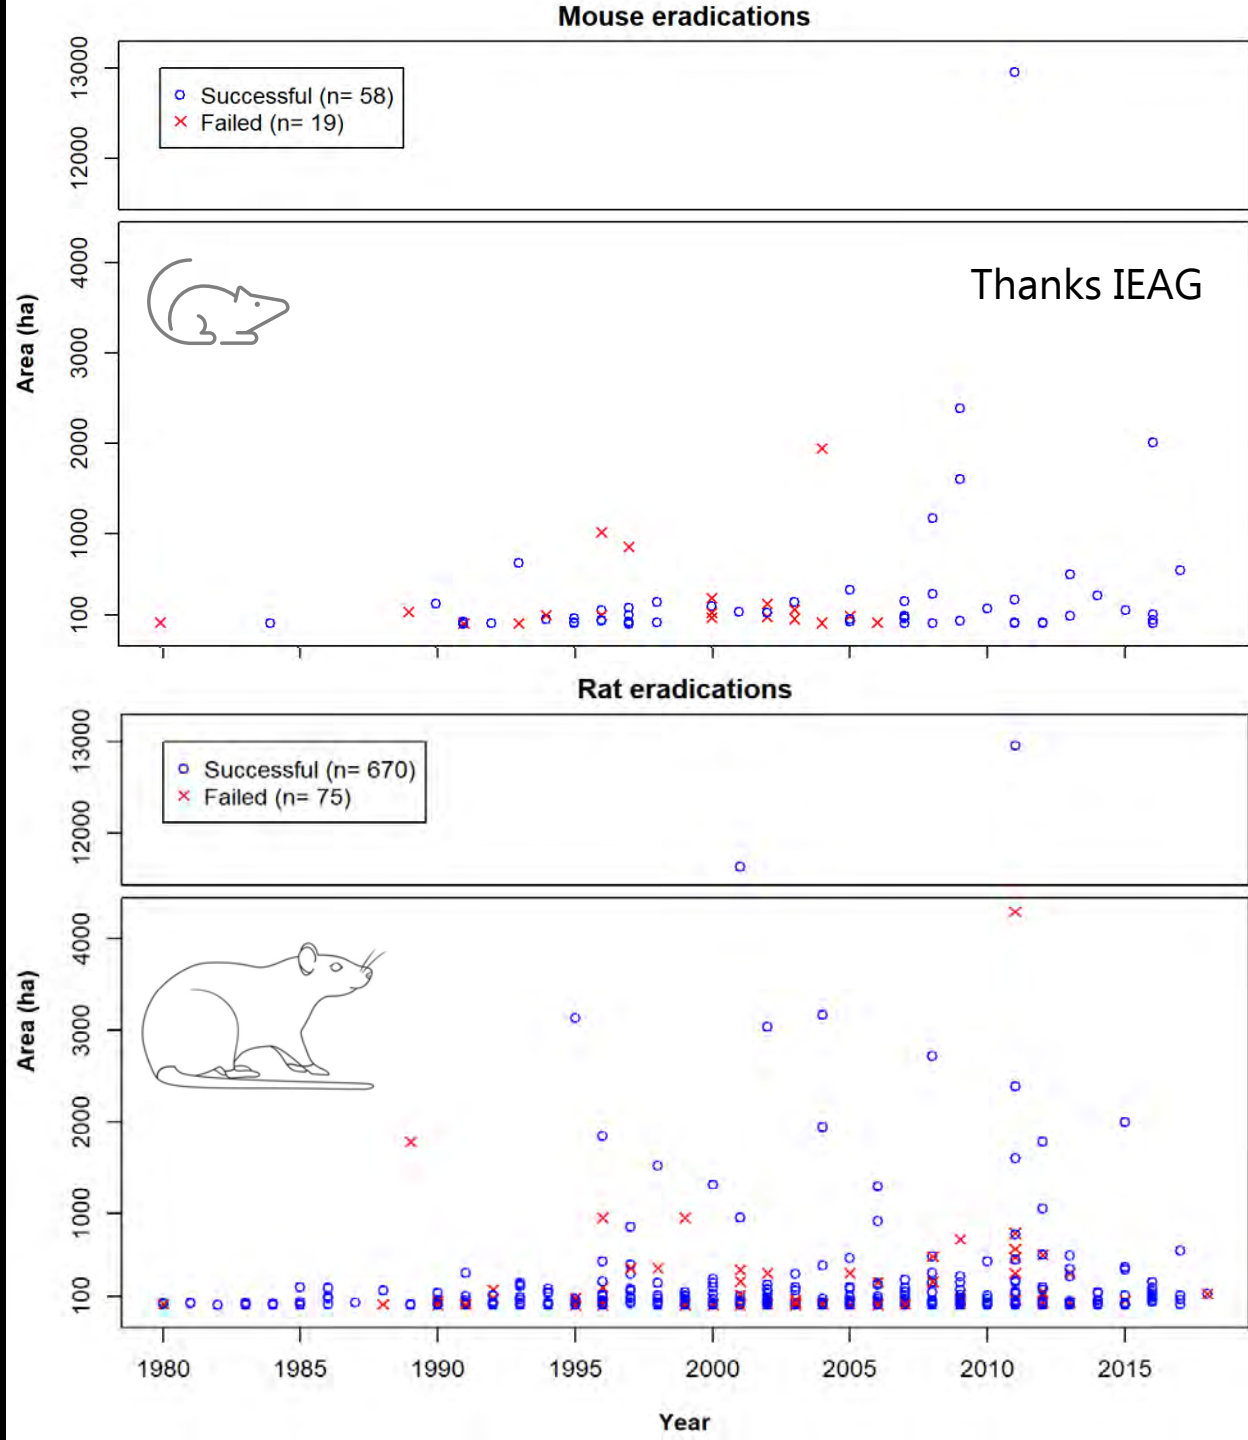 Mouse eradications
13000
12000
Successful (n= 58)
Failed (n= 19)
Area (ha)
4000
3000
2000
1000
100
Thanks IEAG
Rat eradications
13000
12000
Successful (n= 670)
Failed (n= 75)
Area (ha)
4000
3000
2000
1000
100
1980 1985 1990 1995 2000 2005 2010 2015
Year